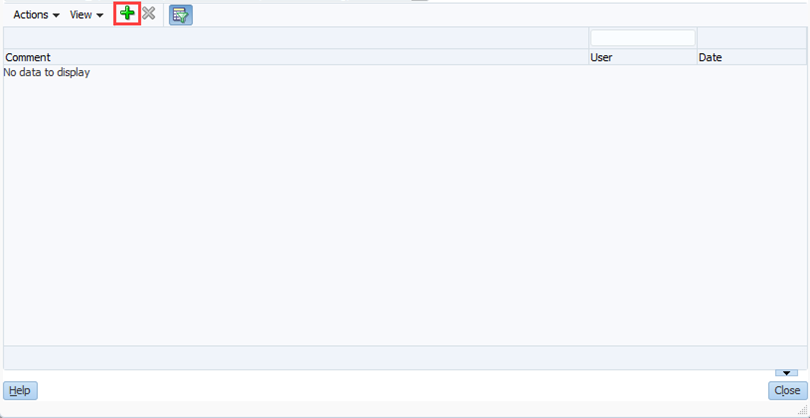 Actions View
Comment User Date
No data to display
Help Close